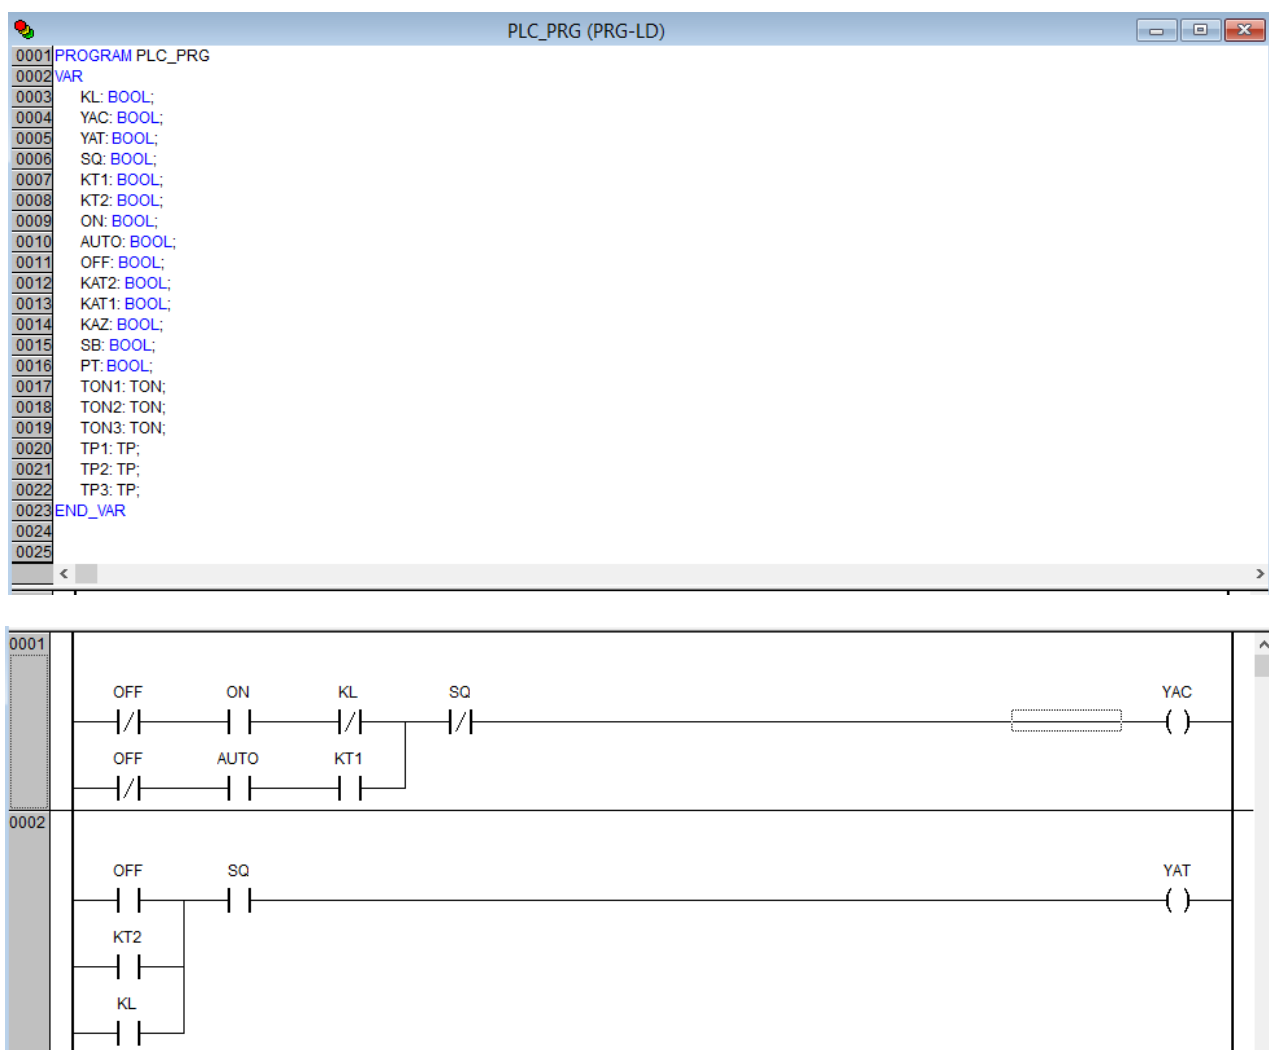 PLC_PRG (PRG-LD)
0001 PROGRAM PLC_PRG
0002 VAR
0003 KL: BOOL;
0004 YAC: BOOL;
0005 YAT: BOOL;
0006 SQ: BOOL;
0007 KT1: BOOL;
0008 KT2: BOOL;
0009 ON: BOOL;
0010 AUTO: BOOL;
0011 OFF: BOOL;
0012 KAT2: BOOL;
0013 KAT1: BOOL;
0014 KAZ: BOOL;
0015 SB: BOOL;
0016 PT: BOOL;
0017 TON1: TON;
0018 TON2: TON;
0019 TON3: TON;
0020 TP1: TP;
0021 TP2: TP;
0022 TP3: TP;
0023 END_VAR
0024
0025
0001
OFF ON KL SQ YAC
OFF AUTO KT1
0002
OFF SQ YAT
KT2
KL